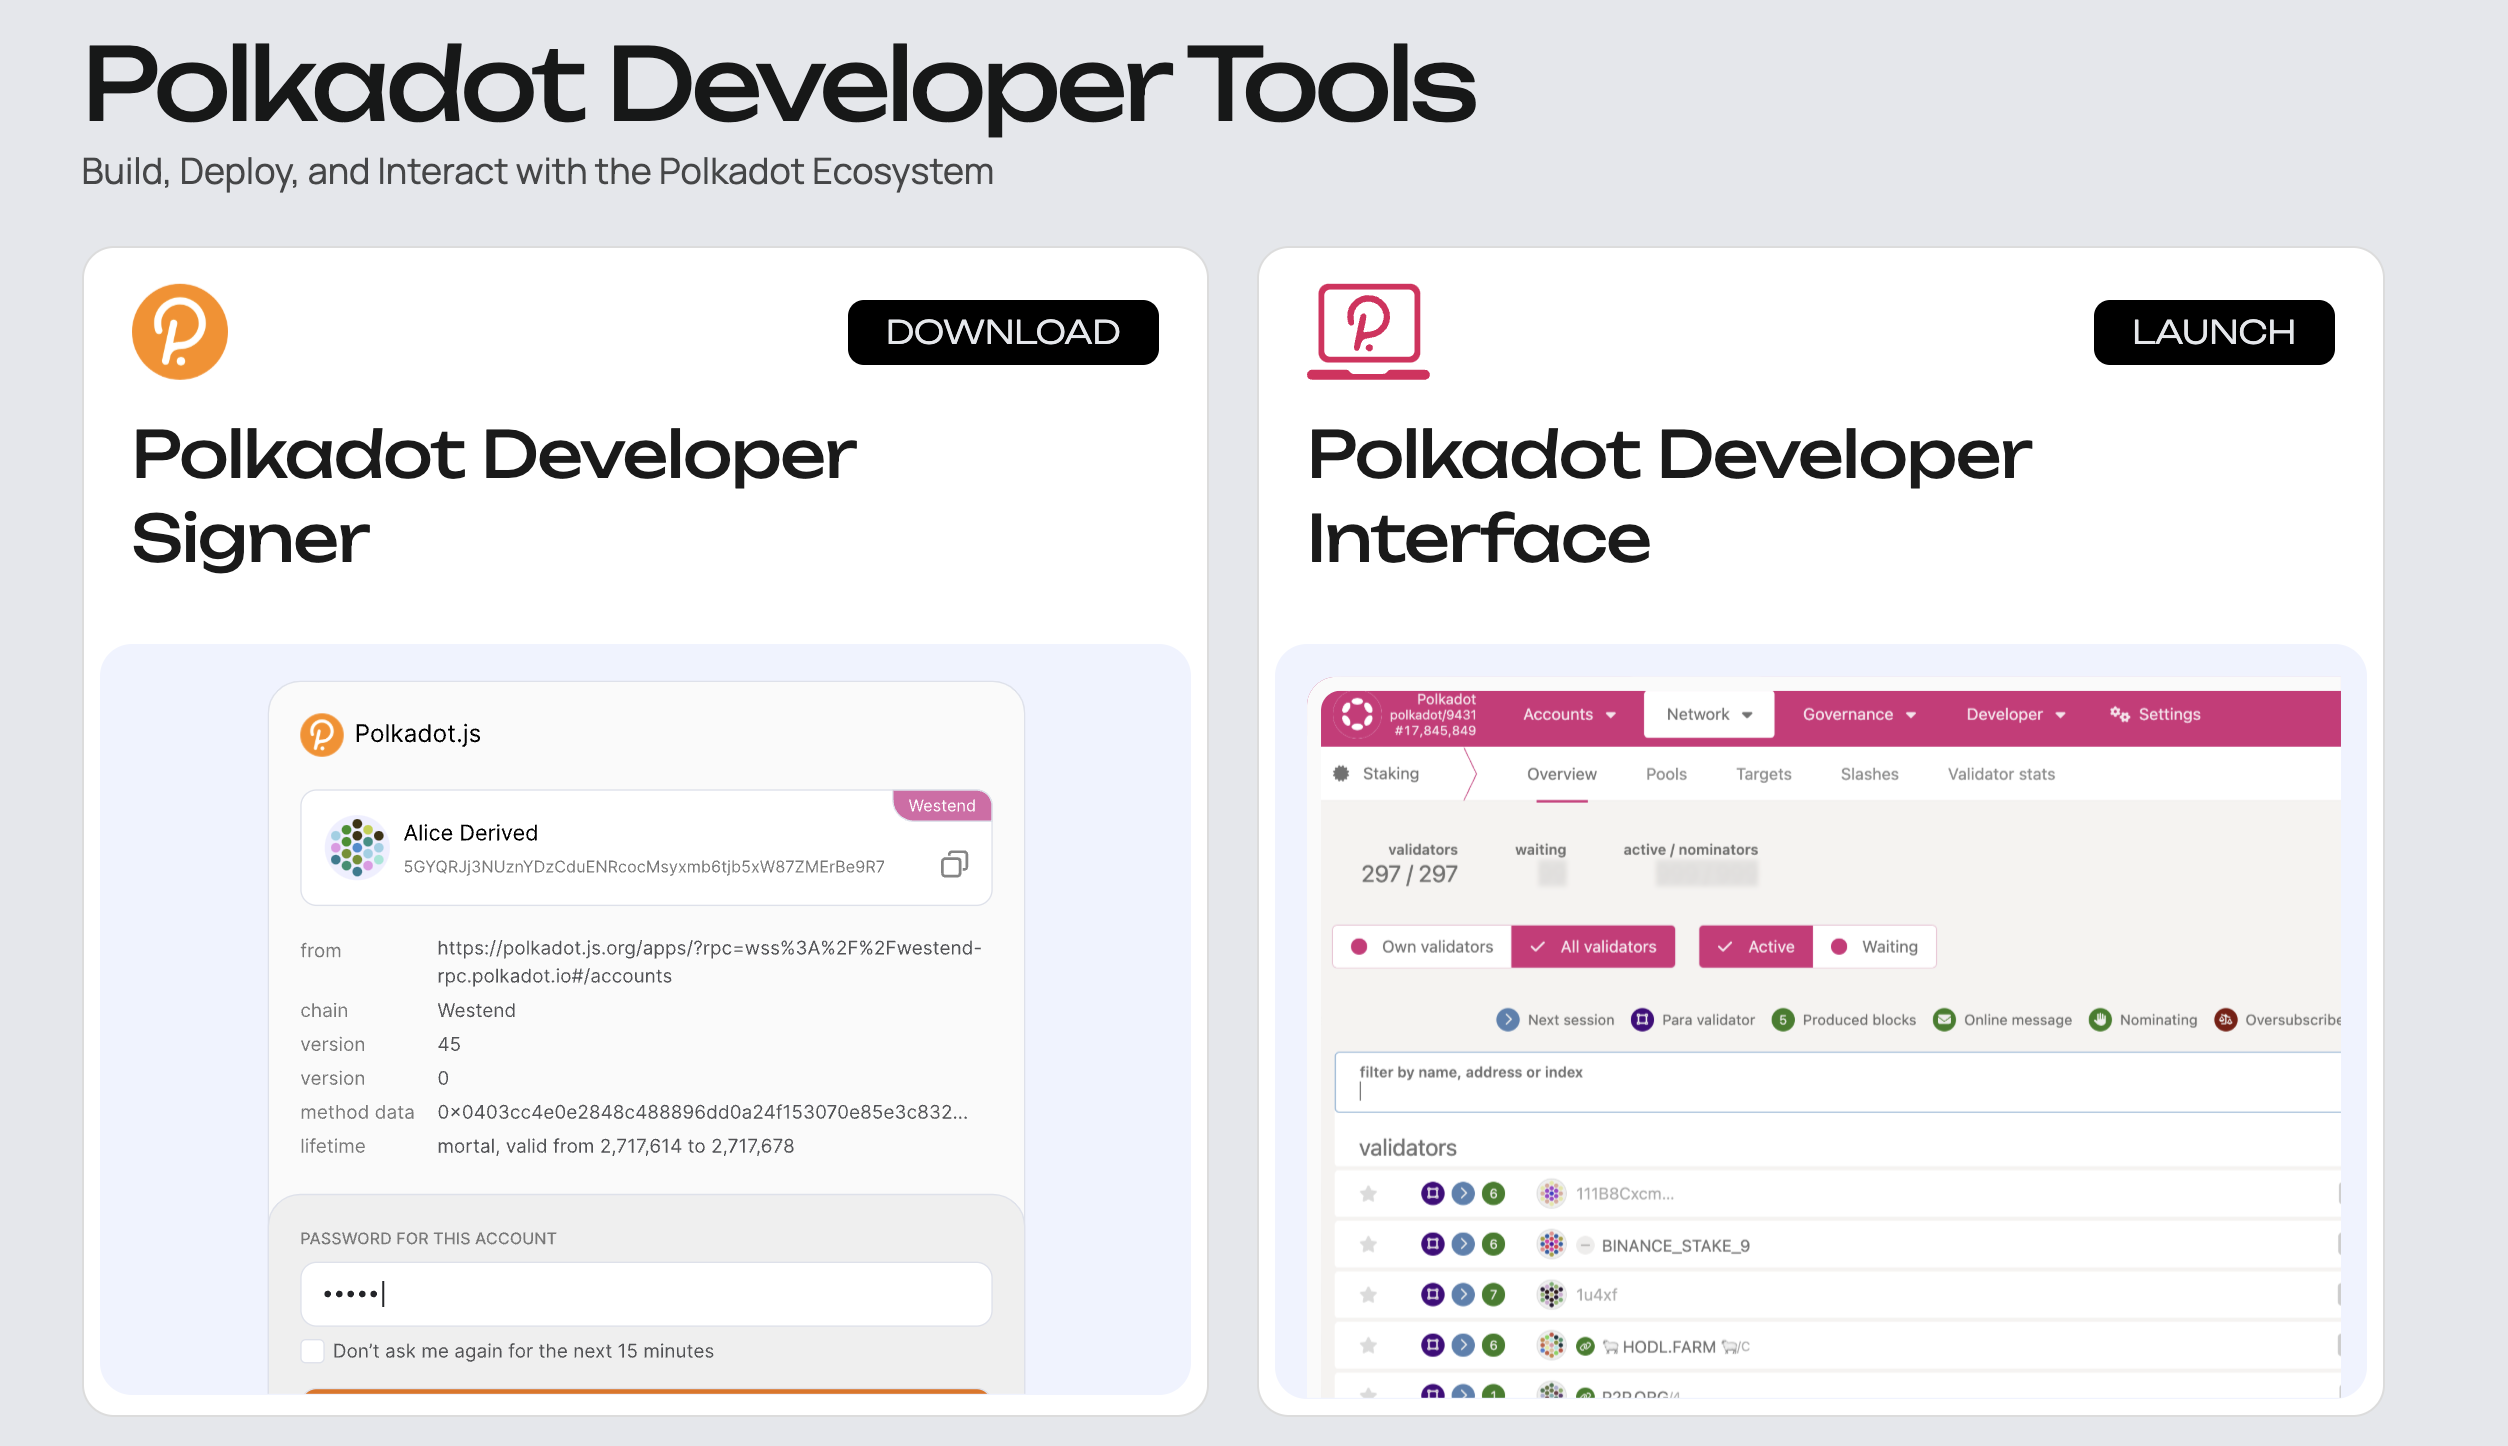 Polkadot Developer Tools
Build, Deploy, and Interact with the Polkadot Ecosystem
DOWNLOAD
Polkadot Developer
Signer
Polkadot.js
Westend
Alice Derived
5GYQRJj3NUznYDzCduENRcocMsyxmb6tjb5xW87ZMErBe9R7
from https://polkadot.js.org/apps/?rpc=wss%3A%2F%2Fwestend-
rpc.polkadot.io#/accounts
chain Westend
version 45
version 0
method data 0x0403cc4e0e2848c488896dd0a24f153070e85e3c832...
lifetime mortal, valid from 2,717,614 to 2,717,678
PASSWORD FOR THIS ACCOUNT
•••••
Don't ask me again for the next 15 minutes
LAUNCH
Polkadot Developer
Interface
Polkadot
polkadot/9431
#17,845,849
Accounts Network Governance Developer Settings
Staking Overview Pools Targets Slashes Validator stats
validators waiting active / nominators
297 / 297
Own validators All validators Active Waiting
Next session Para validator 5 Produced blocks Online message Nominating Oversubscribe
filter by name, address or index
validators
6 111B8Cxcm...
6 BINANCE_STAKE_9
7 1u4xf
6 🐑 HODL.FARM 🐑/C
1 P2P.ORG/4